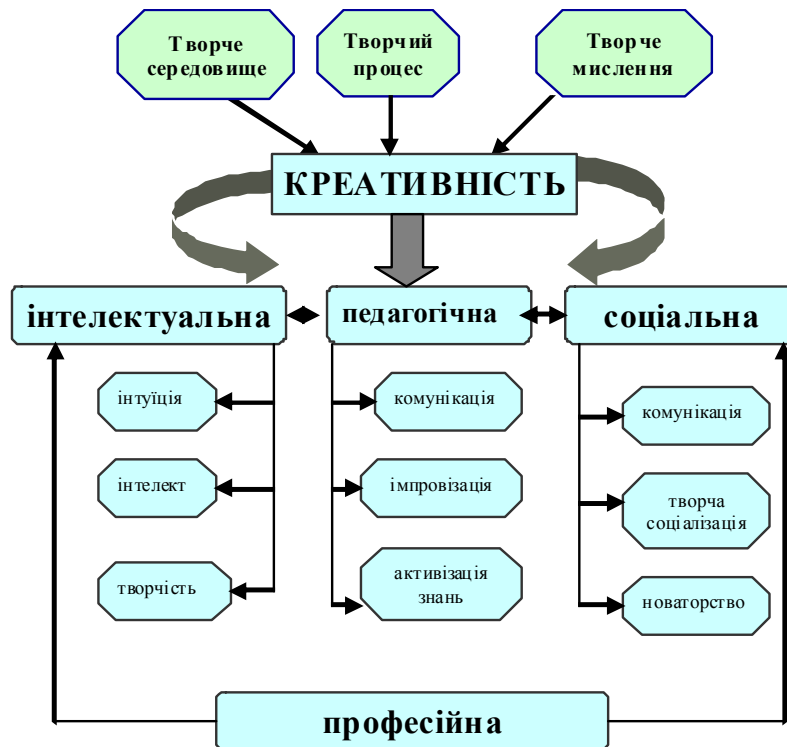 Творче
середовище
Творчий
процес
Творче
мислення
КРЕАТИВНІСТЬ
інтелектуальна
педагогічна
соціальна
інтуїція
інтелект
творчість
комунікація
імпровізація
активізація
знань
комунікація
творча
соціалізація
новаторство
професійна